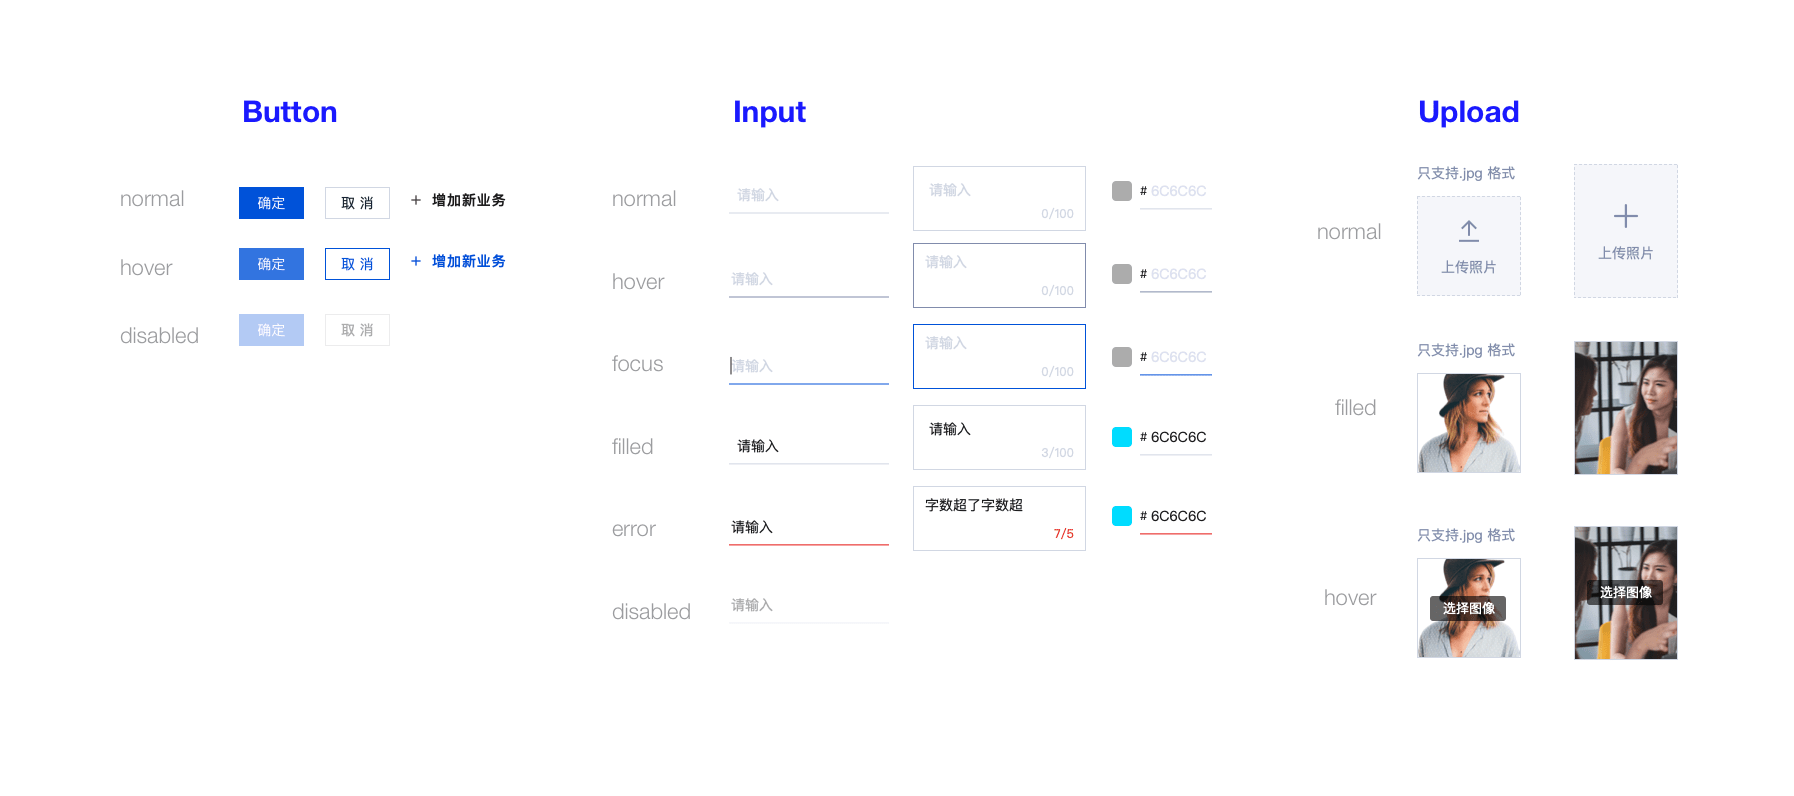 Button
normal
确定
取 消
+ 增加新业务
hover
确定
取 消
+ 增加新业务
disabled
确定
取 消
Input
normal
请输入
请输入
0/100
# 6C6C6C
hover
请输入
请输入
0/100
# 6C6C6C
focus
请输入
请输入
0/100
# 6C6C6C
filled
请输入
请输入
3/100
# 6C6C6C
error
请输入
字数超了字数超
7/5
# 6C6C6C
disabled
请输入
Upload
normal
只支持.jpg 格式
上传照片
上传照片
filled
只支持.jpg 格式
hover
只支持.jpg 格式
选择图像
选择图像